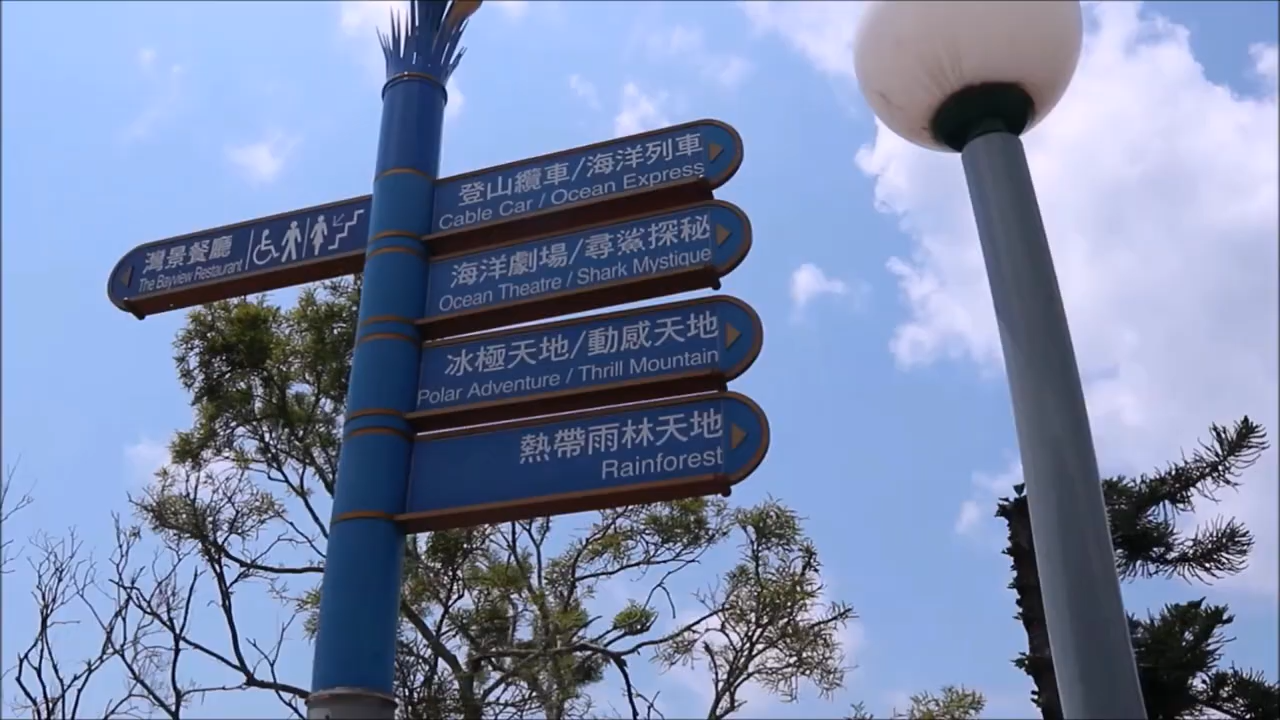 灣景餐廳
The Bayview Restaurant
登山纜車/海洋列車
Cable Car / Ocean Express
海洋劇場/尋鯊探秘
Ocean Theatre / Shark Mystique
冰極天地/動感天地
Polar Adventure / Thrill Mountain
熱帶雨林天地
Rainforest